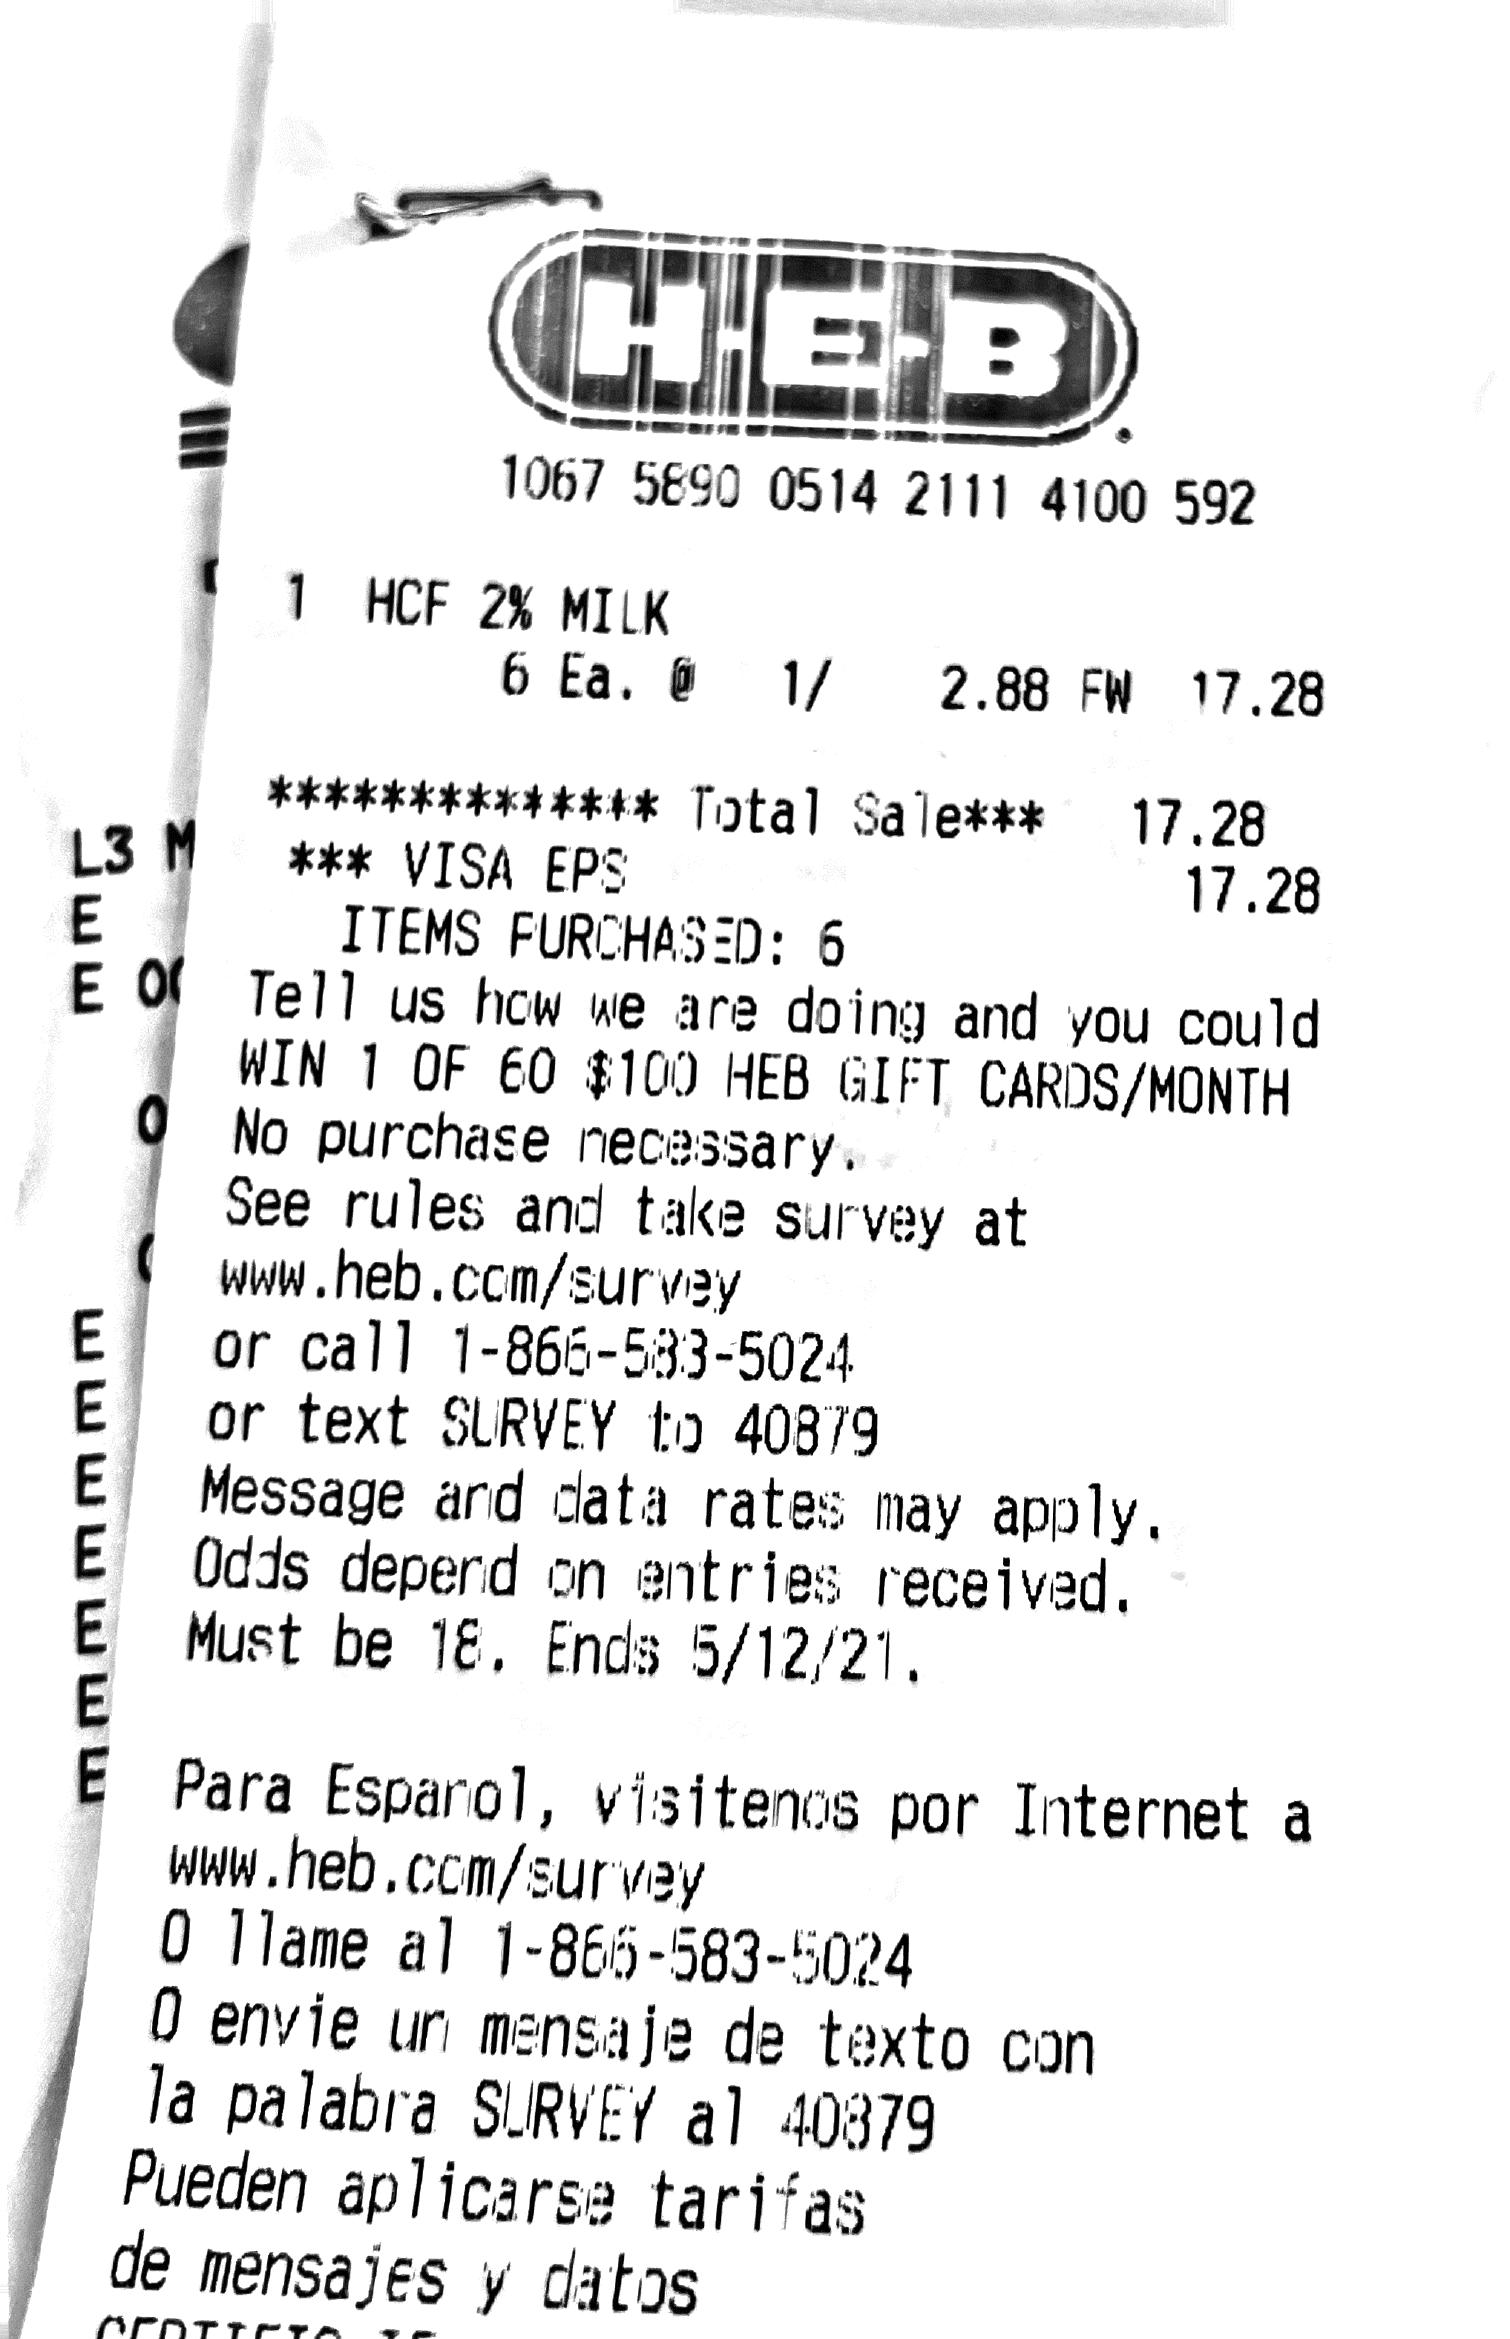 H-E-B
1067 5890 0514 2111 4100 592
1 HCF 2% MILK
6 Ea. @ 1/ 2.88 FW 17.28
************** Total Sale*** 17.28
*** VISA EPS 17.28
ITEMS PURCHASED: 6
Tell us how we are doing and you could
WIN 1 OF 60 $100 HEB GIFT CARDS/MONTH
No purchase necessary.
See rules and take survey at
www.heb.com/survey
or call 1-866-583-5024
or text SURVEY to 40879
Message and data rates may apply.
Odds depend on entries received.
Must be 18. Ends 5/12/21.
Para Espanol, visitenos por Internet a
www.heb.com/survey
O llame al 1-866-583-5024
O envie un mensaje de texto con
la palabra SURVEY al 40879
Pueden aplicarse tarifas
de mensajes y datos
L3 M
E
E
E
E
E
E
E
E
E